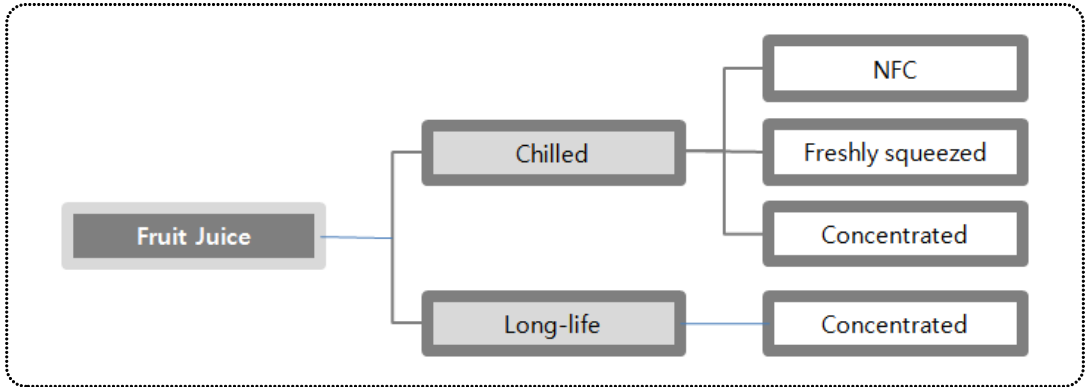 Fruit Juice
Chilled
NFC
Freshly squeezed
Concentrated
Long-life
Concentrated